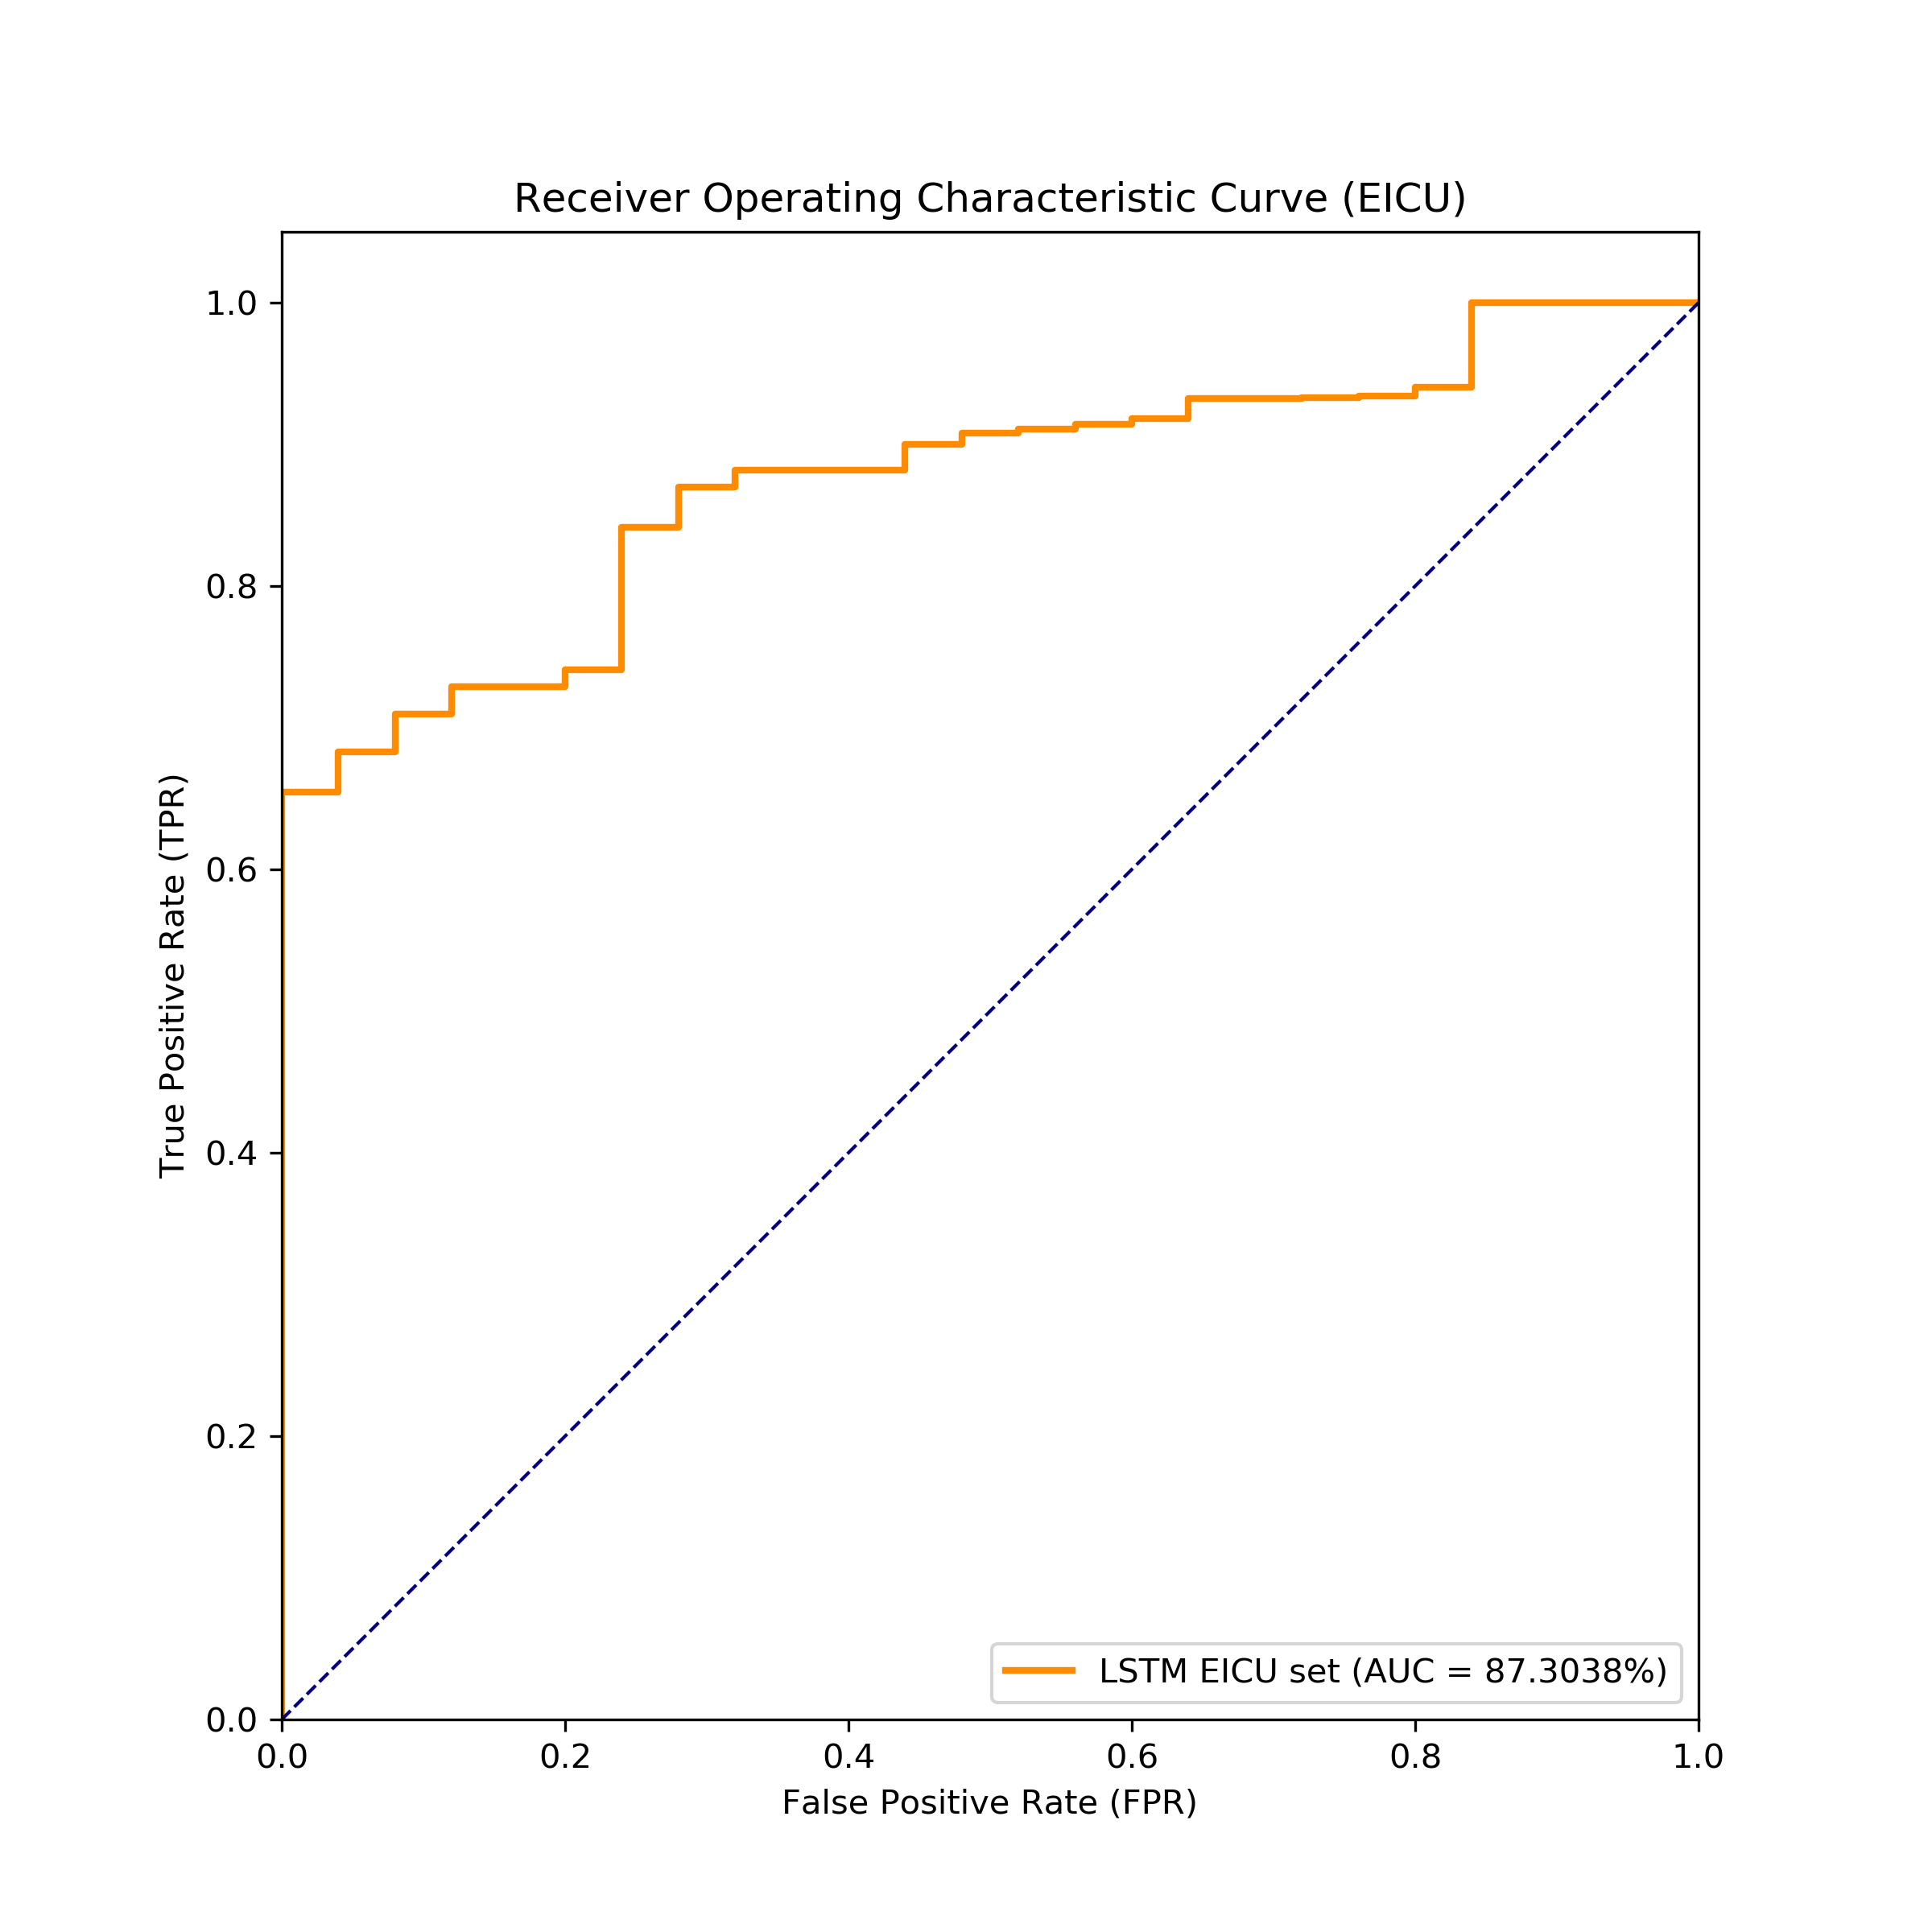 Receiver Operating Characteristic Curve (EICU)
1.0
0.8
0.6
0.4
0.2
0.0
True Positive Rate (TPR)
LSTM EICU set (AUC = 87.3038%)
0.0 0.2 0.4 0.6 0.8 1.0
False Positive Rate (FPR)